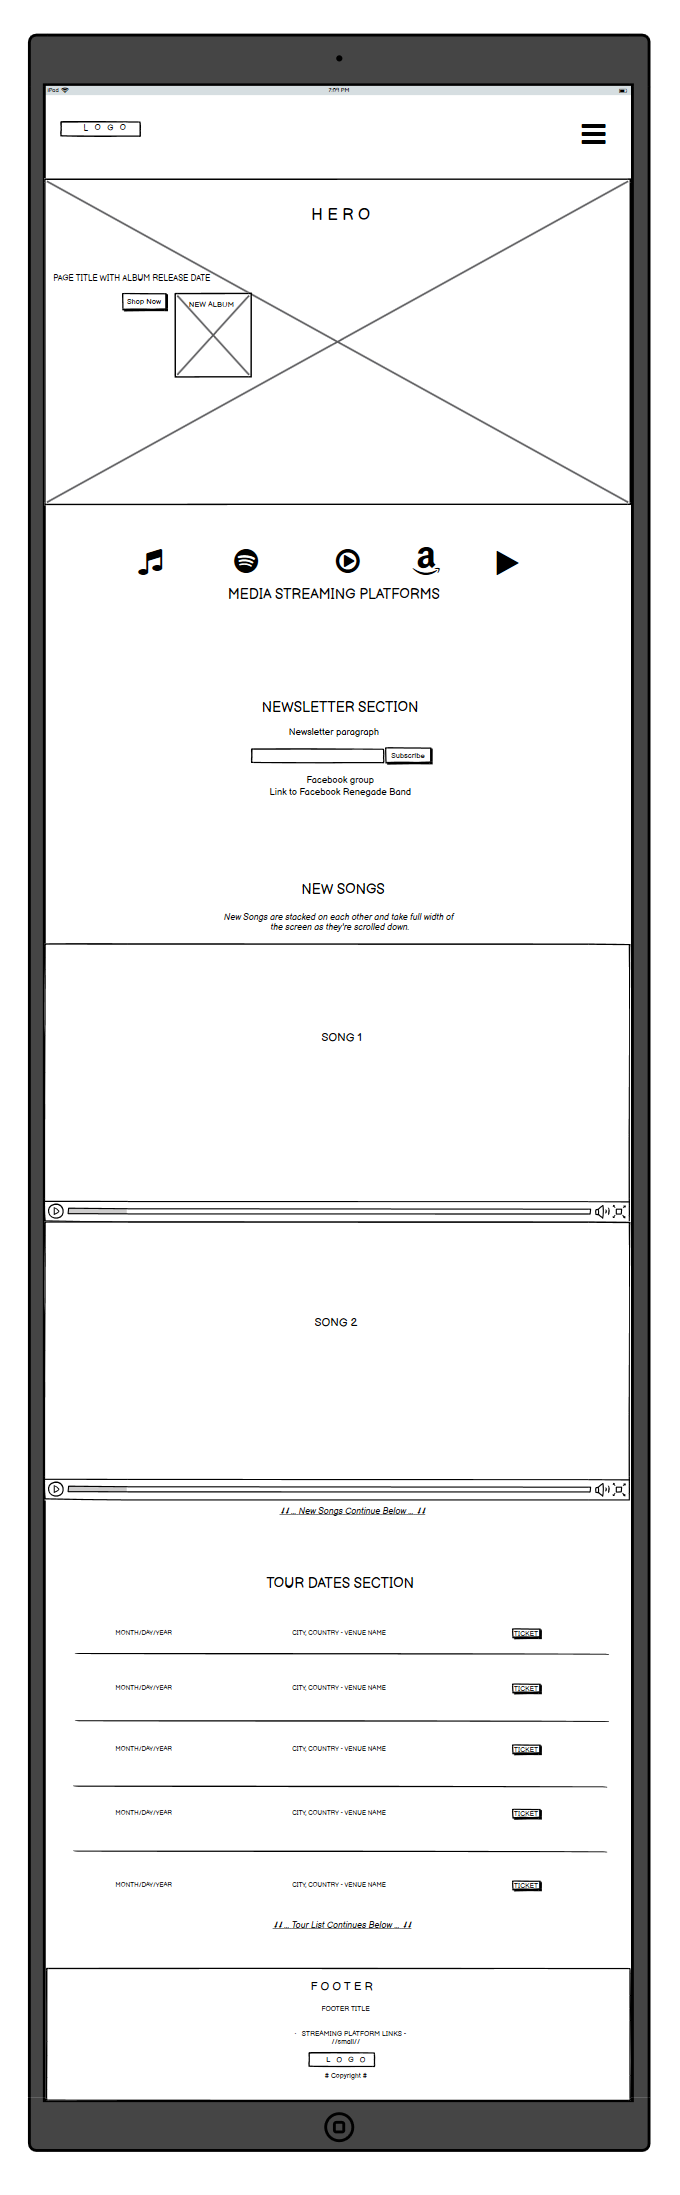 iPad
7:09 PM
LOGO
HERO
PAGE TITLE WITH ALBUM RELEASE DATE
Shop Now
NEW ALBUM
a
MEDIA STREAMING PLATFORMS
NEWSLETTER SECTION
Newsletter paragraph
Subscribe
Facebook group
Link to Facebook Renegade Band
NEW SONGS
New Songs are stacked on each other and take full width of
the screen as they're scrolled down.
SONG 1
SONG 2
↓↓ ... New Songs Continue Below ... ↓↓
TOUR DATES SECTION
MONTH/DAY/YEAR CITY, COUNTRY - VENUE NAME TICKET
MONTH/DAY/YEAR CITY, COUNTRY - VENUE NAME TICKET
MONTH/DAY/YEAR CITY, COUNTRY - VENUE NAME TICKET
MONTH/DAY/YEAR CITY, COUNTRY - VENUE NAME TICKET
MONTH/DAY/YEAR CITY, COUNTRY - VENUE NAME TICKET
↓↓ ... Tour List Continues Below ... ↓↓
FOOTER
FOOTER TITLE
- STREAMING PLATFORM LINKS -
//small//
LOGO
# Copyright #